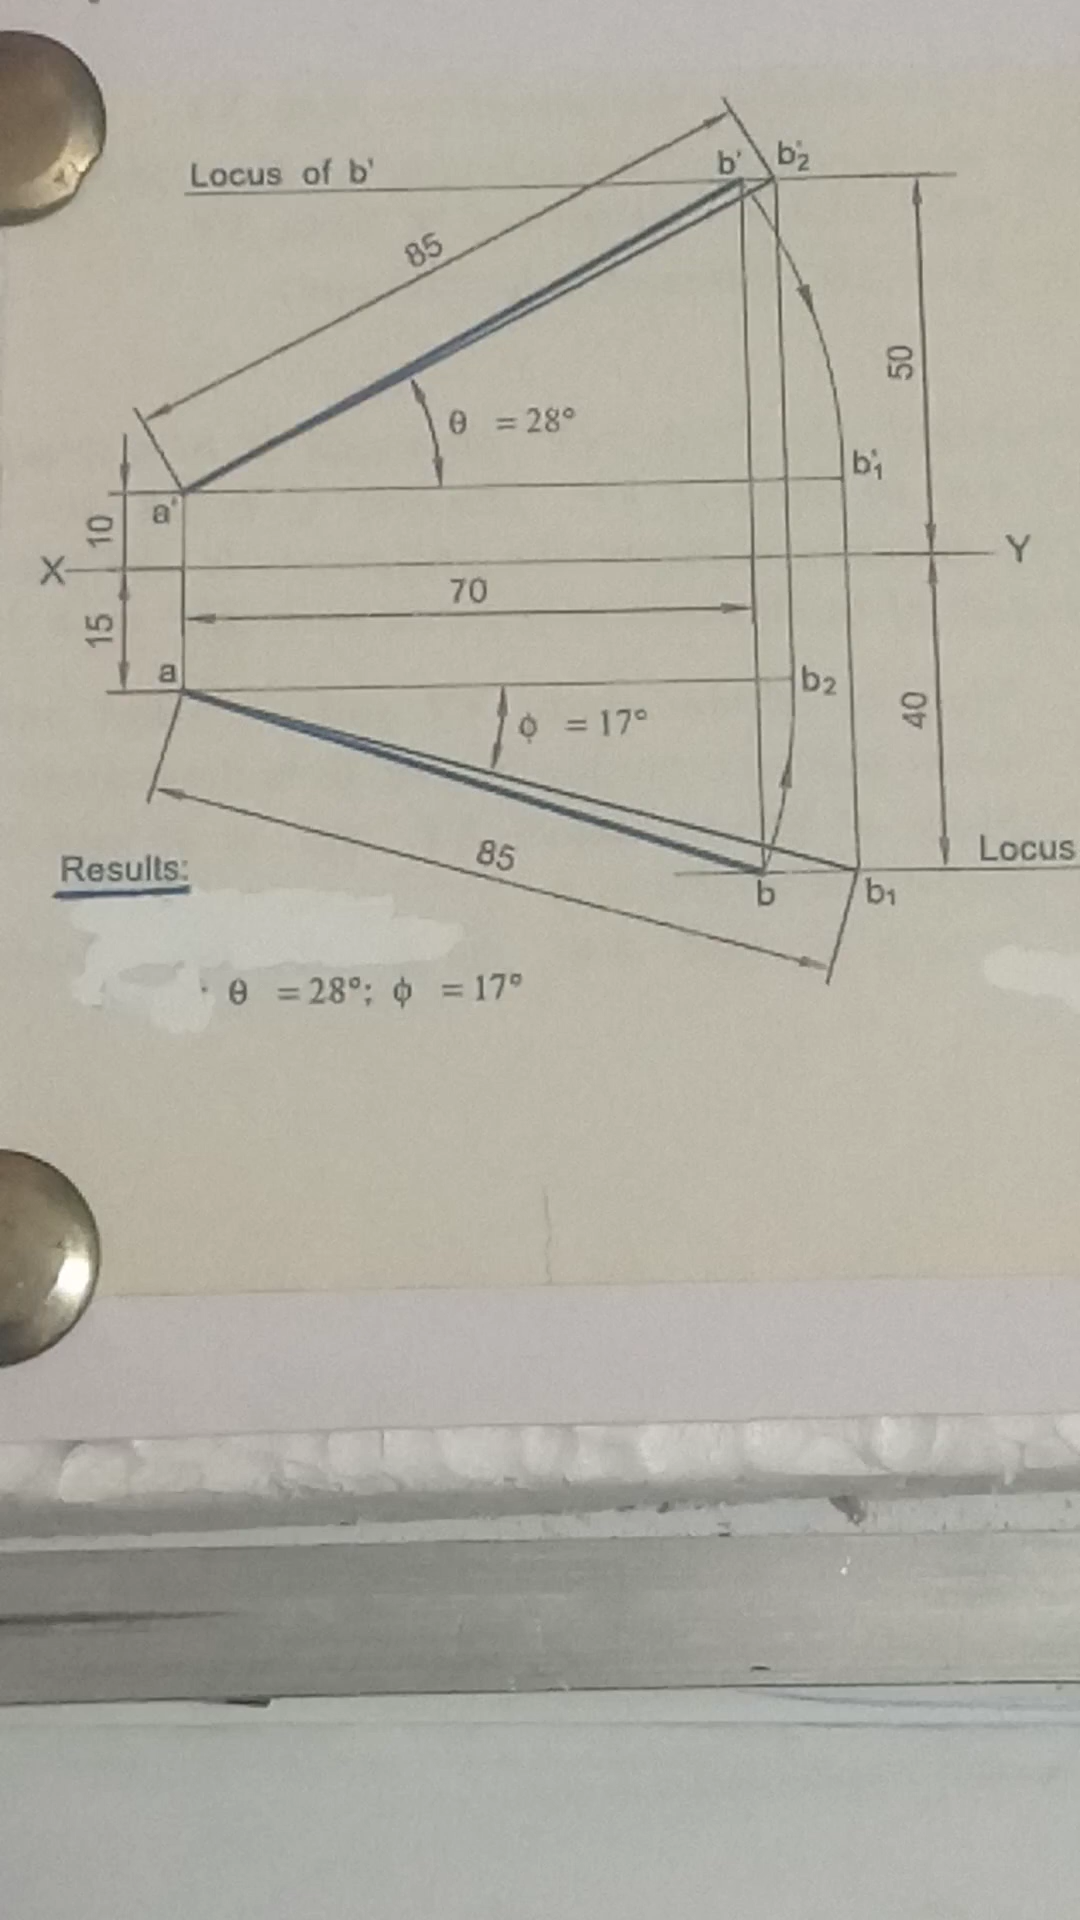 Locus of b'
b'
b'2
85
50
θ = 28°
b'1
a'
10
X
Y
70
15
a
b2
ϕ = 17°
40
85
Locus
Results:
b
b1
θ = 28°; ϕ = 17°